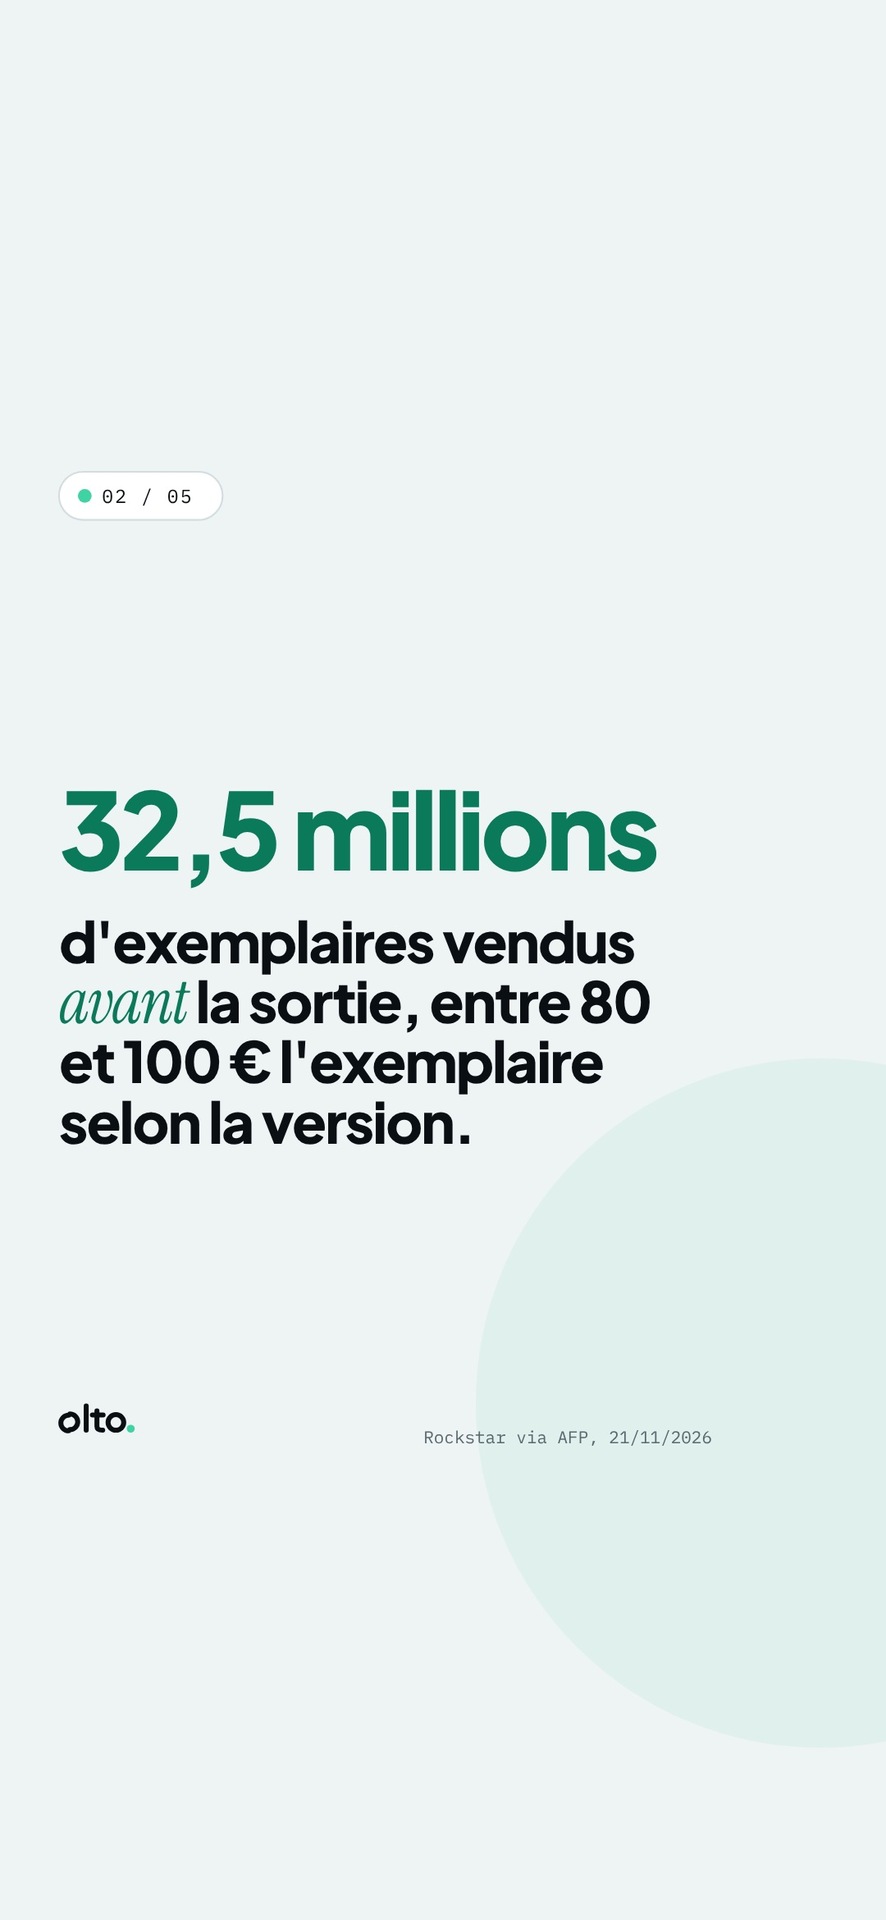 02 / 05
32,5 millions
d'exemplaires vendus
avant la sortie, entre 80
et 100 € l'exemplaire
selon la version.
olto.
Rockstar via AFP, 21/11/2026